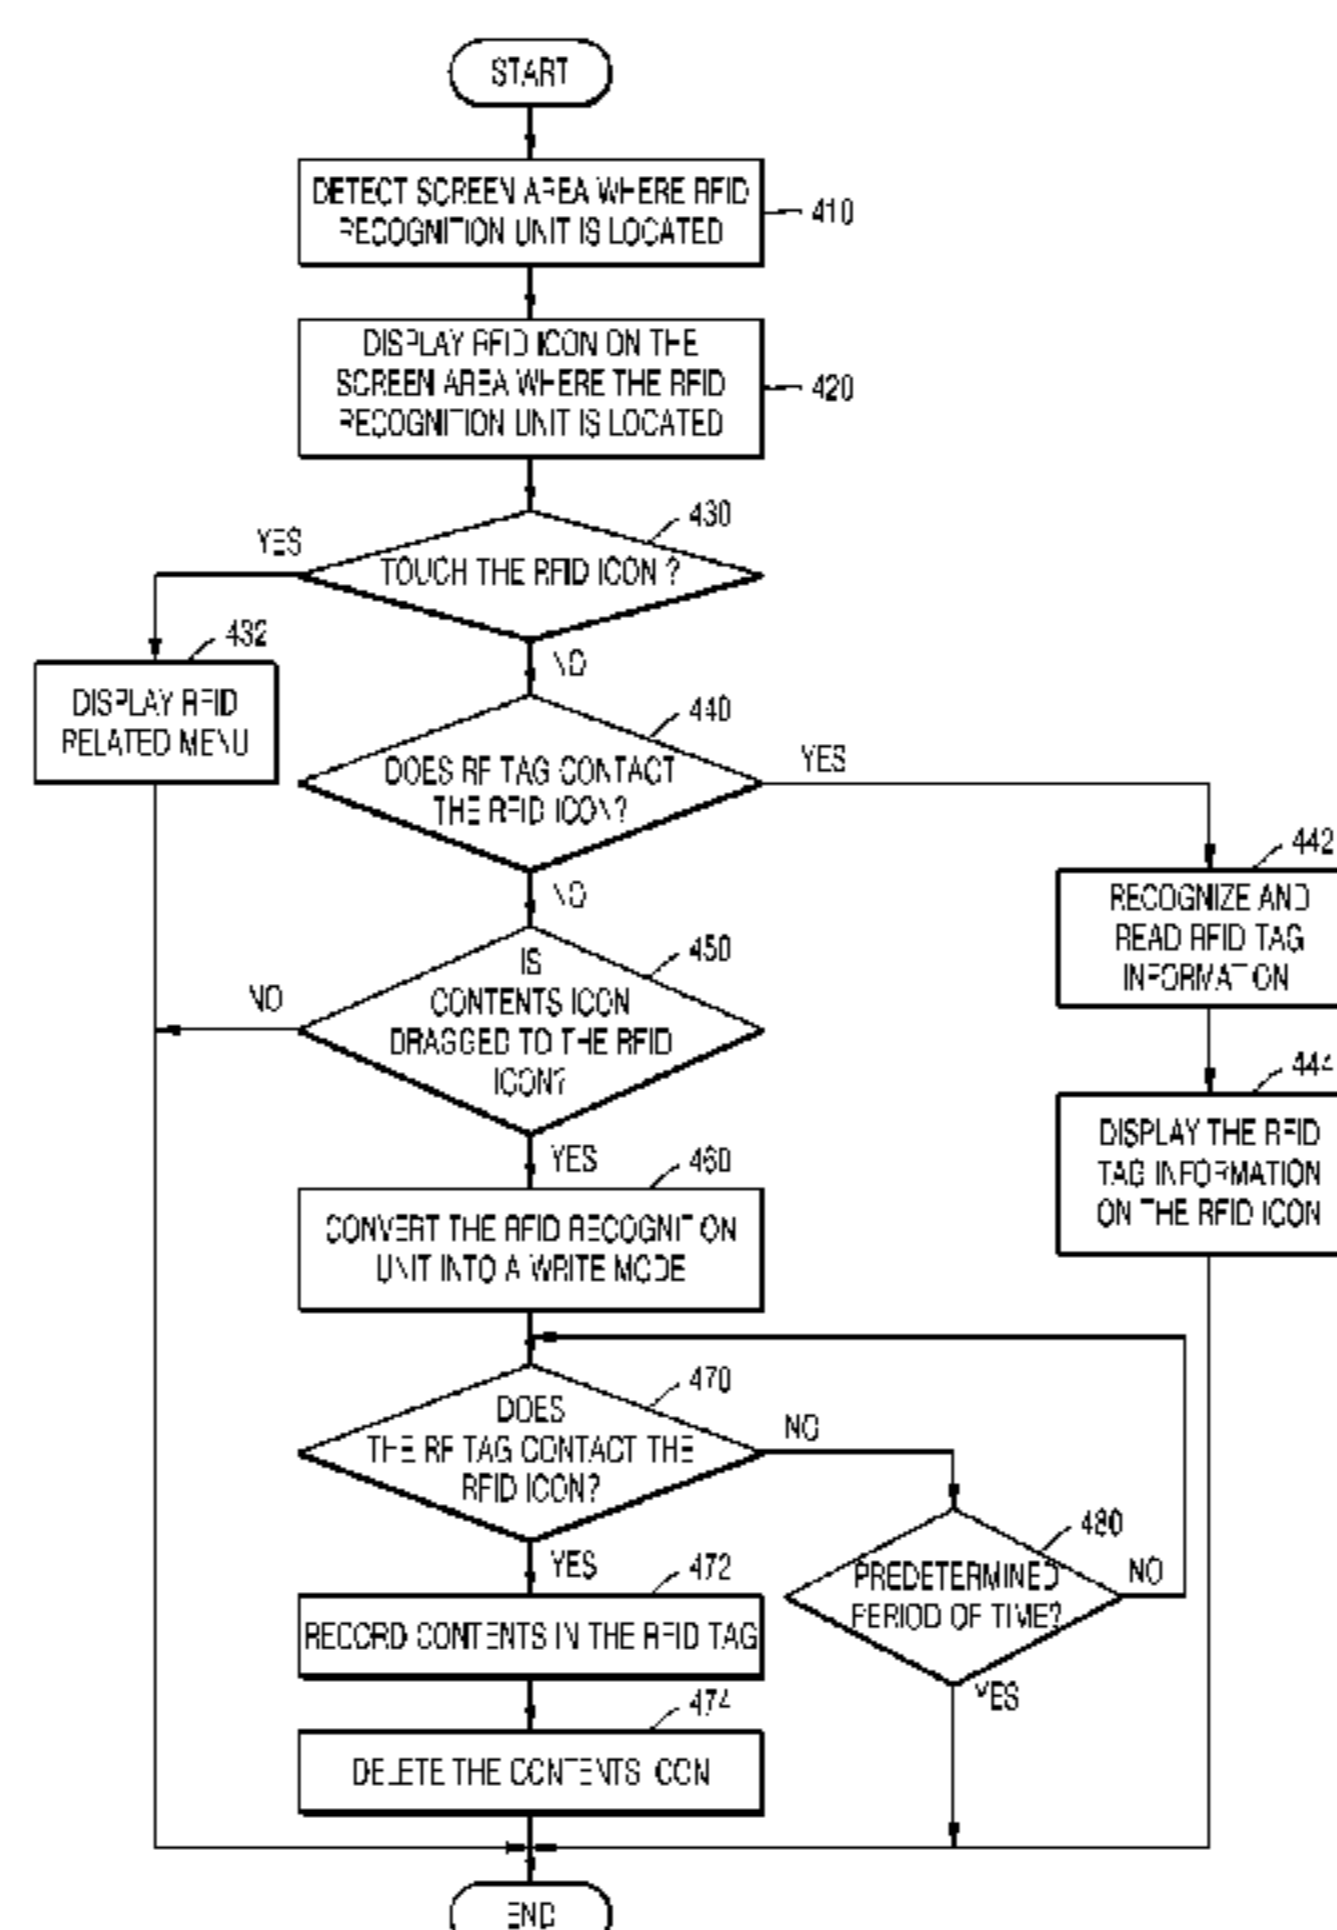 START
DETECT SCREEN AREA WHERE RFID
RECOGNITION UNIT IS LOCATED
410
DISPLAY RFID ICON ON THE
SCREEN AREA WHERE THE RFID
RECOGNITION UNIT IS LOCATED
420
430
YES
TOUCH THE RFID ICON ?
432
NO
DISPLAY RFID
RELATED MENU
440
DOES RF TAG CONTACT
THE RFID ICON?
YES
442
NO
RECOGNIZE AND
READ RFID TAG
INFORMATION
450
IS
CONTENTS ICON
DRAGGED TO THE RFID
ICON?
NO
444
DISPLAY THE RFID
TAG INFORMATION
ON THE RFID ICON
YES
460
CONVERT THE RFID RECOGNITION
UNIT INTO A WRITE MODE
470
DOES
THE RF TAG CONTACT THE
RFID ICON?
NO
480
PREDETERMINED
PERIOD OF TIME?
NO
YES
YES
472
RECORD CONTENTS IN THE RFID TAG
474
DELETE THE CONTENTS ICON
END